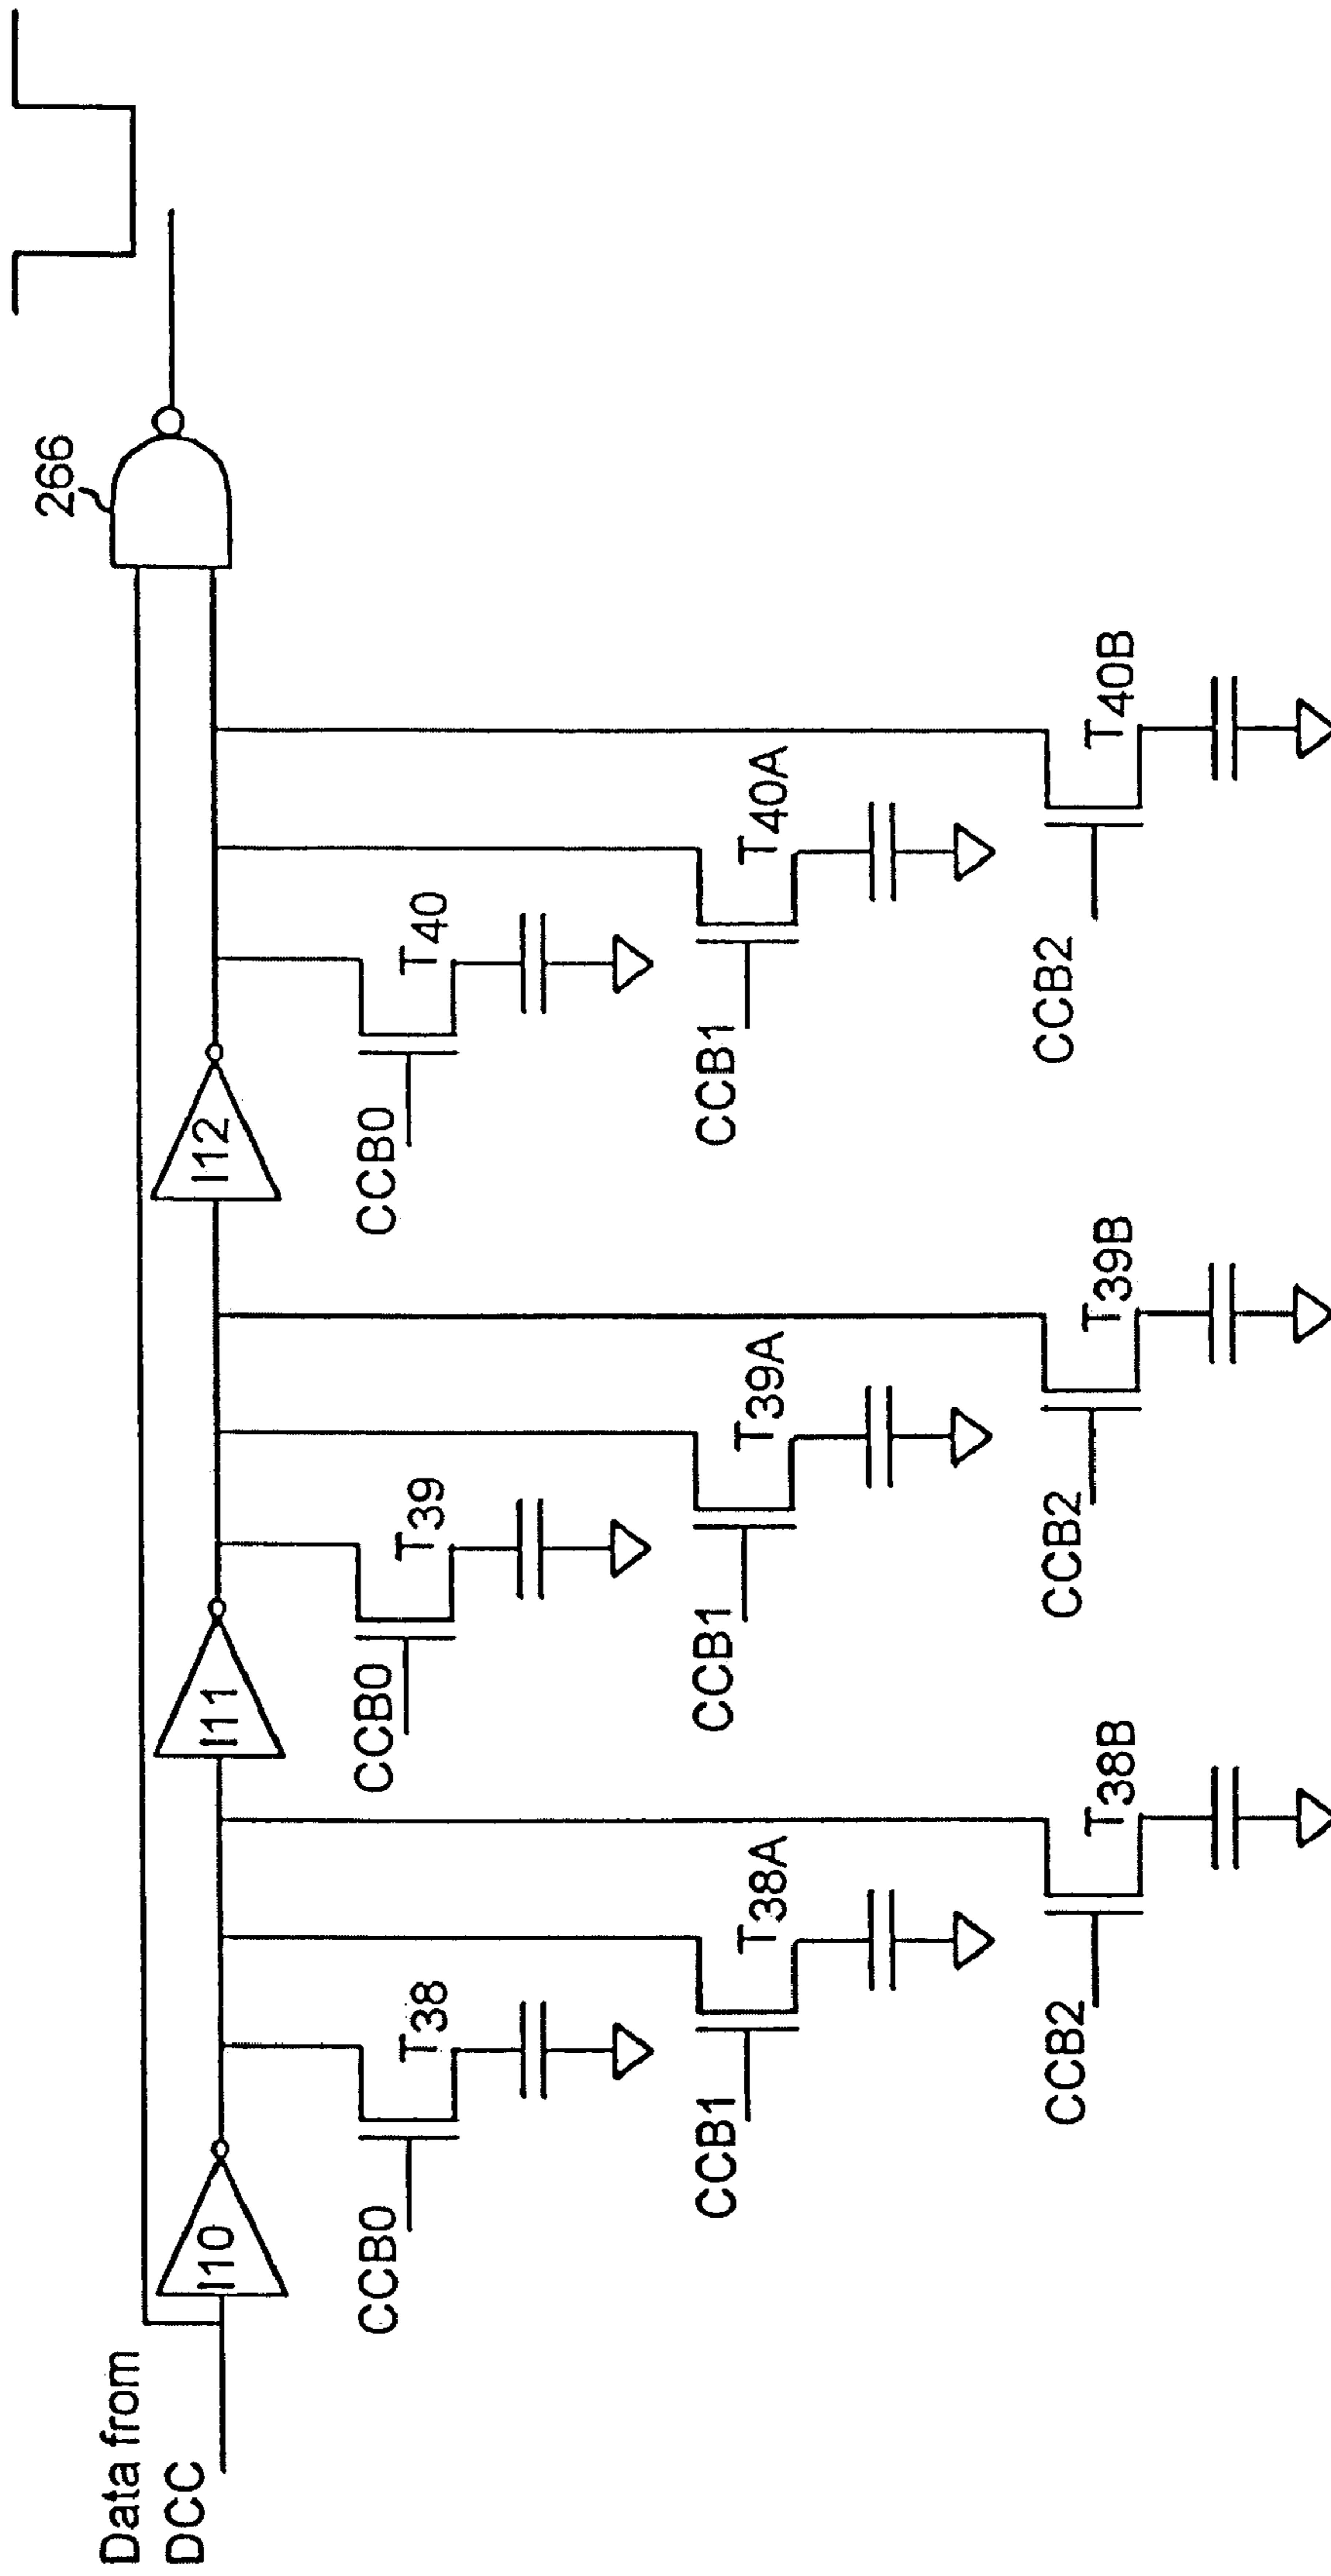 Data from
DCC
I10
I11
I12
266
CCB0
T38
CCB0
T39
CCB0
T40
CCB1
T38A
CCB1
T39A
CCB1
T40A
CCB2
T38B
CCB2
T39B
CCB2
T40B